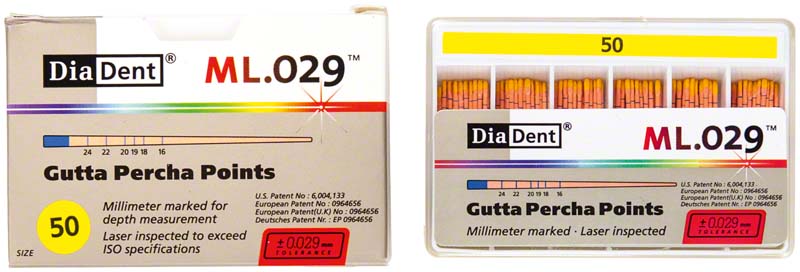 DiaDent®
ML.029™
24 22 20 19 18 16
Gutta Percha Points
U.S. Patent No : 6,004,133
European Patent No : 0964656
European Patent(U.K) No : 0964656
Deutsches Patent Nr : EP 0964656
50
Millimeter marked for
depth measurement
Laser inspected to exceed
ISO specifications
SIZE
±0.029 mm
TOLERANCE
50
DiaDent®
ML.029™
24 22 20 19 18 16
Gutta Percha Points
U.S. Patent No : 6,004,133
European Patent No : 0964656
European Patent(U.K) No : 0964656
Deutsches Patent Nr : EP 0964656
Millimeter marked · Laser inspected
±0.029 mm
TOLERANCE